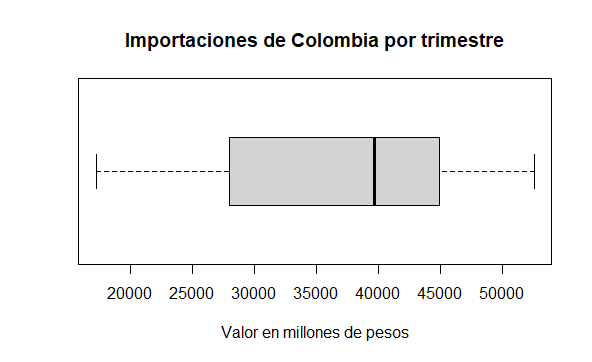 Importaciones de Colombia por trimestre
20000 25000 30000 35000 40000 45000 50000
Valor en millones de pesos